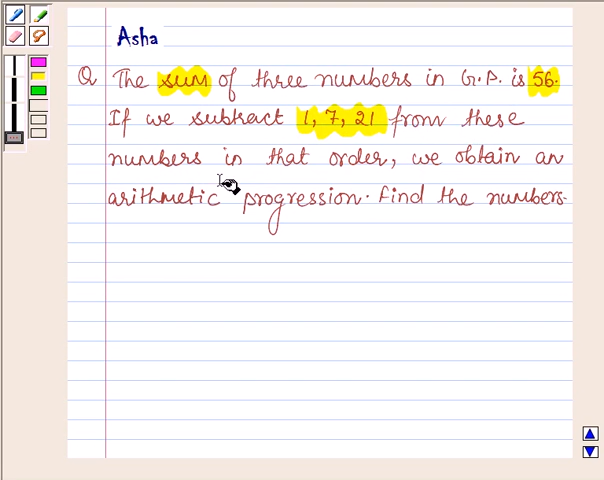 Asha
Q The sum of three numbers in G.P. is 56.
If we subtract 1, 7, 21 from these
numbers in that order, we obtain an
arithmetic progression. Find the numbers.